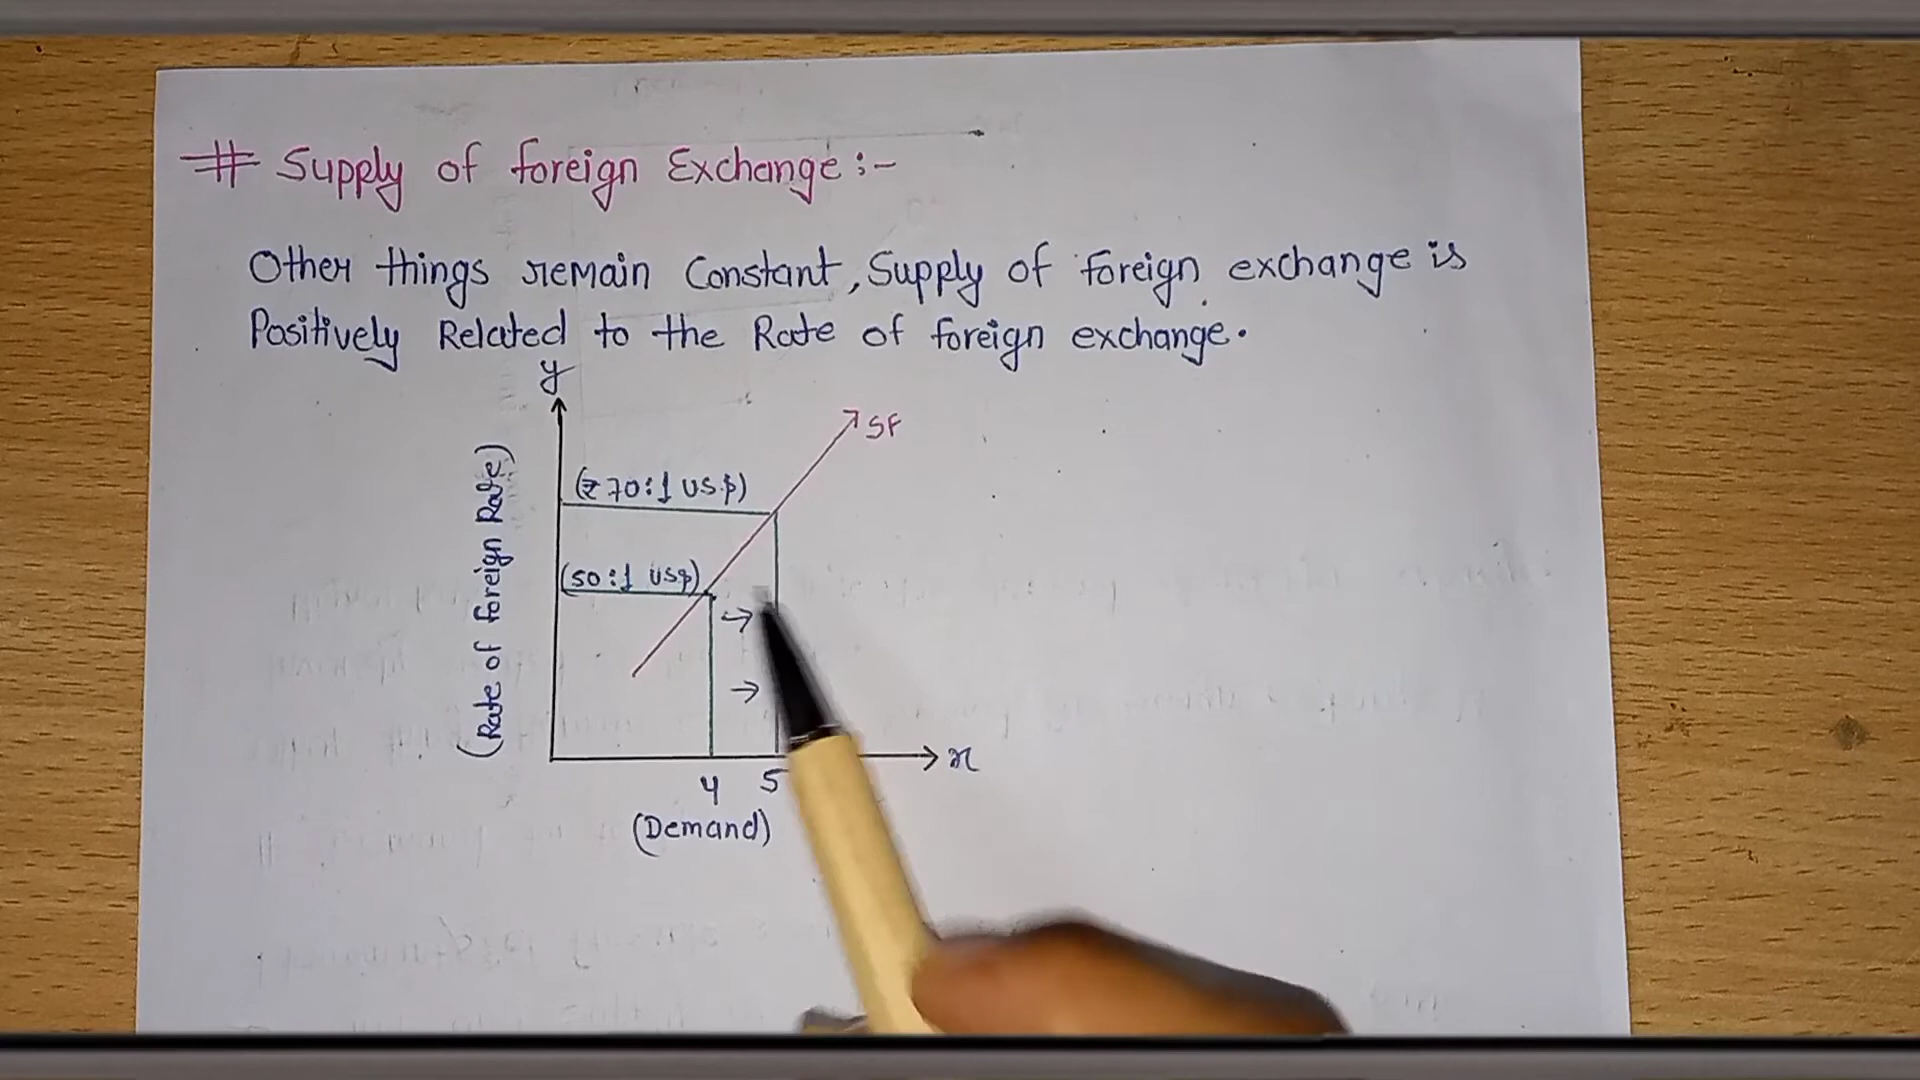 # Supply of foreign Exchange:-
Other things remain Constant, Supply of foreign exchange is
Positively Related to the Rate of foreign exchange.
y
SF
(₹ 70:1 US$)
(50:1 US$)
(Rate of foreign Rate)
x
4 5
(Demand)